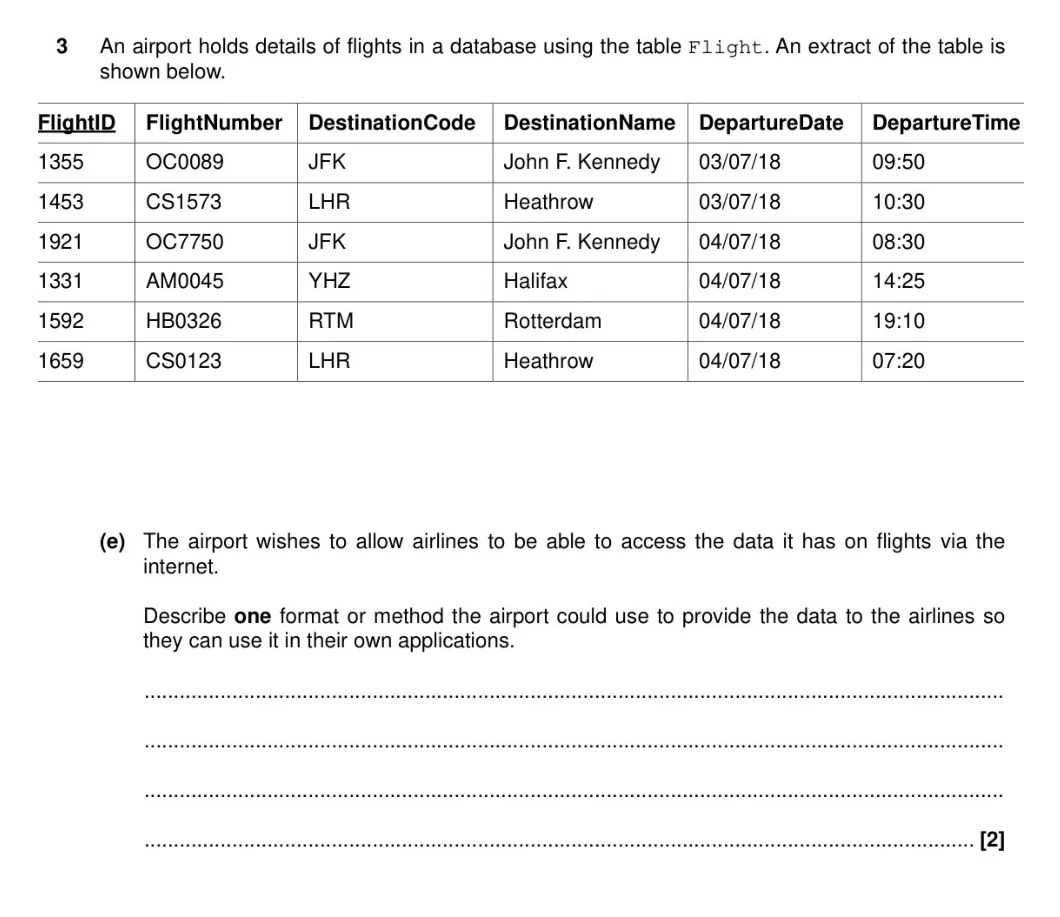 3 An airport holds details of flights in a database using the table Flight. An extract of the table is
shown below.
FlightID FlightNumber DestinationCode DestinationName DepartureDate DepartureTime
1355 OC0089 JFK John F. Kennedy 03/07/18 09:50
1453 CS1573 LHR Heathrow 03/07/18 10:30
1921 OC7750 JFK John F. Kennedy 04/07/18 08:30
1331 AM0045 YHZ Halifax 04/07/18 14:25
1592 HB0326 RTM Rotterdam 04/07/18 19:10
1659 CS0123 LHR Heathrow 04/07/18 07:20
(e) The airport wishes to allow airlines to be able to access the data it has on flights via the
internet.
Describe one format or method the airport could use to provide the data to the airlines so
they can use it in their own applications.
[2]